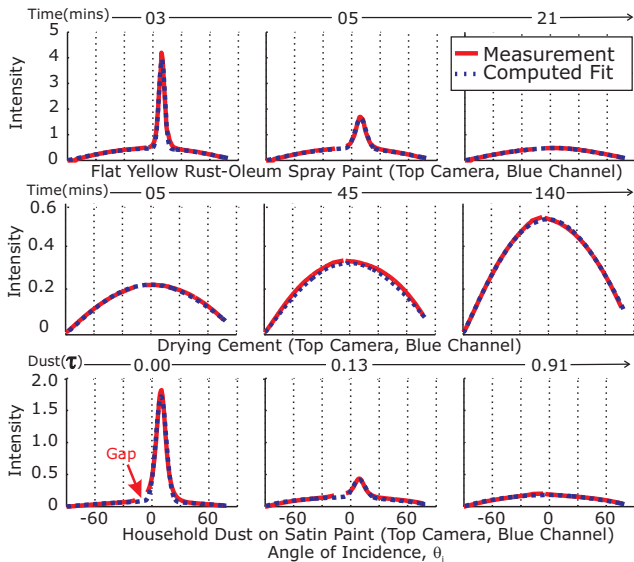 Time(mins) 03 05 21
5
4
3
2
1
0
Intensity
Measurement
Computed Fit
Flat Yellow Rust-Oleum Spray Paint (Top Camera, Blue Channel)
Time(mins) 05 45 140
0.6
0.4
0.2
0
Intensity
Drying Cement (Top Camera, Blue Channel)
Dust(τ) 0.00 0.13 0.91
2.0
1.5
1.0
0.5
0
Intensity
Gap
-60 0 60 -60 0 60 -60 0 60
Household Dust on Satin Paint (Top Camera, Blue Channel)
Angle of Incidence, θi